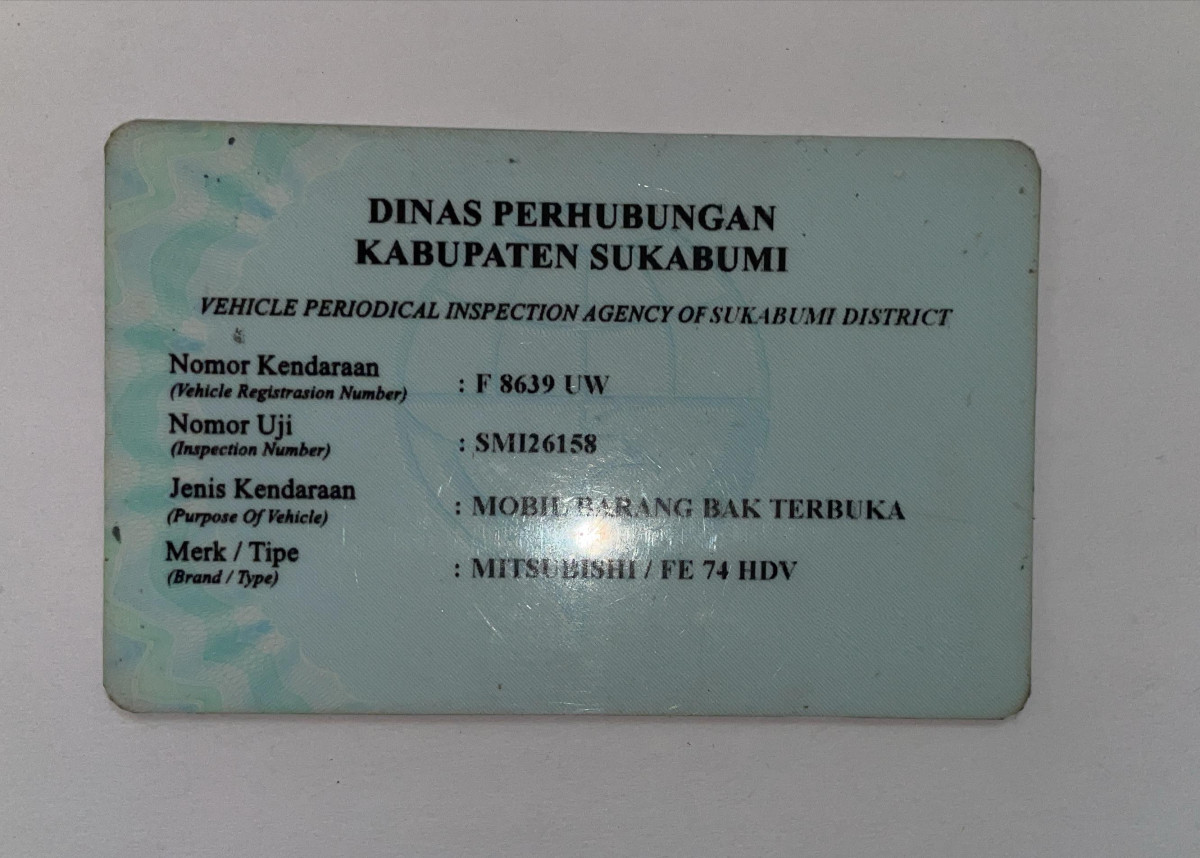 DINAS PERHUBUNGAN
KABUPATEN SUKABUMI
VEHICLE PERIODICAL INSPECTION AGENCY OF SUKABUMI DISTRICT
Nomor Kendaraan
(Vehicle Registrasion Number) : F 8639 UW
Nomor Uji
(Inspection Number) : SMI26158
Jenis Kendaraan
(Purpose Of Vehicle) : MOBIL BARANG BAK TERBUKA
Merk / Tipe
(Brand / Type) : MITSUBISHI / FE 74 HDV